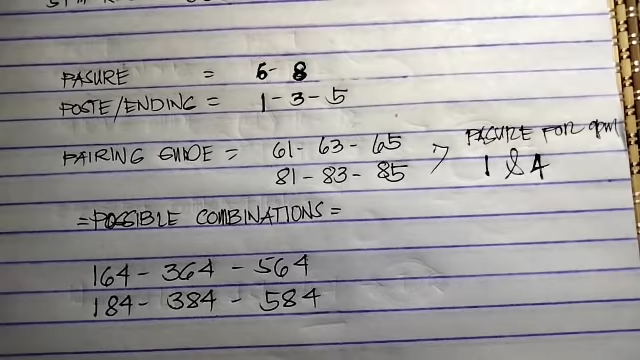 PASURE = 6 - 8
POSTE/ENDING = 1 - 3 - 5
PAIRING GUIDE = 61 - 63 - 65
81 - 83 - 85
> PASURE FOR 9pm
1 & 4
= POSSIBLE COMBINATIONS =
164 - 364 - 564
184 - 384 - 584